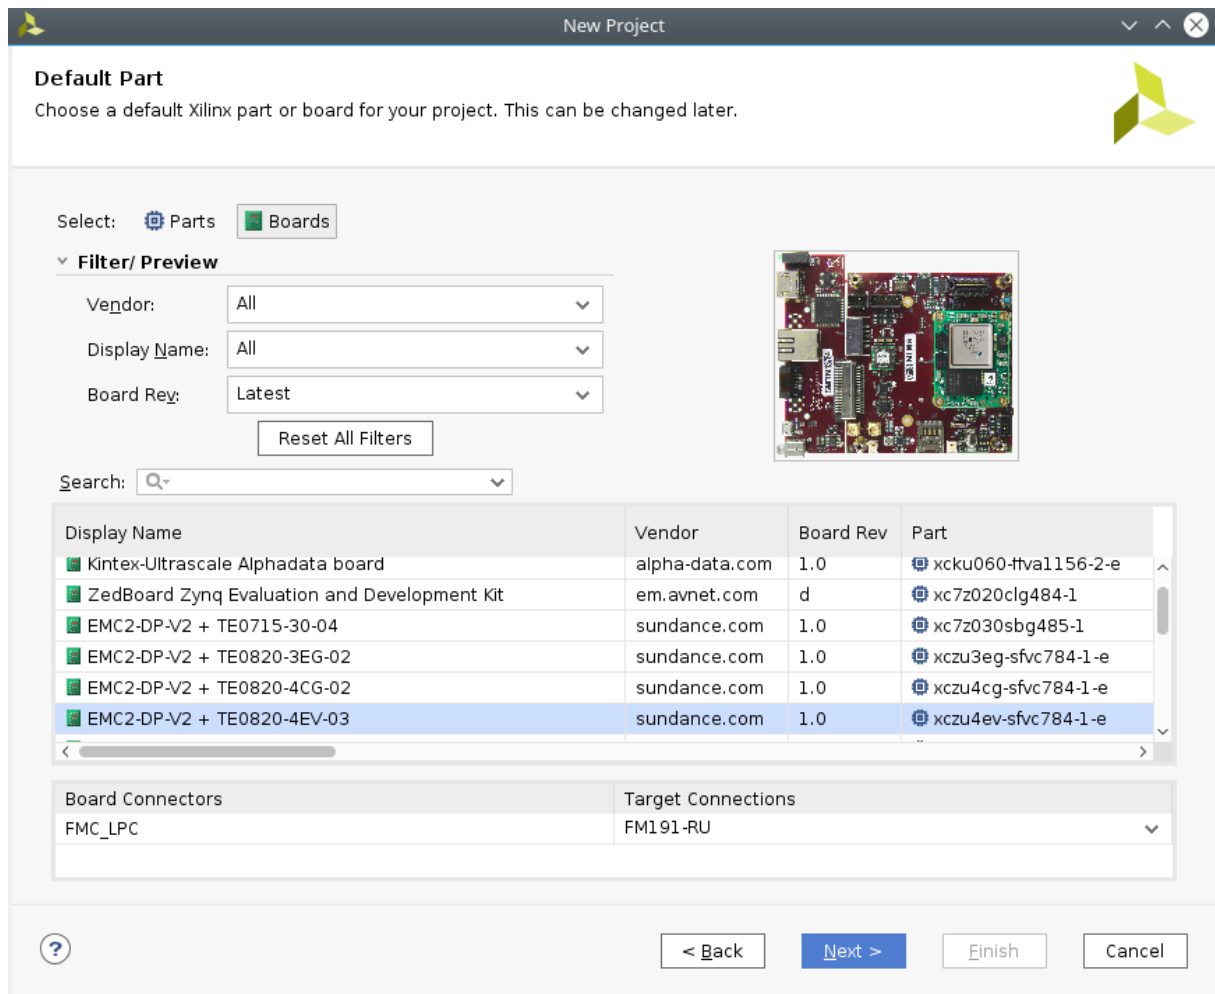 New Project
Default Part
Choose a default Xilinx part or board for your project. This can be changed later.
Select: Parts Boards
Filter/ Preview
Vendor: All
Display Name: All
Board Rev: Latest
Reset All Filters
Search:
Display Name Vendor Board Rev Part
Kintex-Ultrascale Alphadata board alpha-data.com 1.0 xcku060-ffva1156-2-e
ZedBoard Zynq Evaluation and Development Kit em.avnet.com d xc7z020clg484-1
EMC2-DP-V2 + TE0715-30-04 sundance.com 1.0 xc7z030sbg485-1
EMC2-DP-V2 + TE0820-3EG-02 sundance.com 1.0 xczu3eg-sfvc784-1-e
EMC2-DP-V2 + TE0820-4CG-02 sundance.com 1.0 xczu4cg-sfvc784-1-e
EMC2-DP-V2 + TE0820-4EV-03 sundance.com 1.0 xczu4ev-sfvc784-1-e
Board Connectors Target Connections
FMC_LPC FM191-RU
?
< Back Next > Finish Cancel